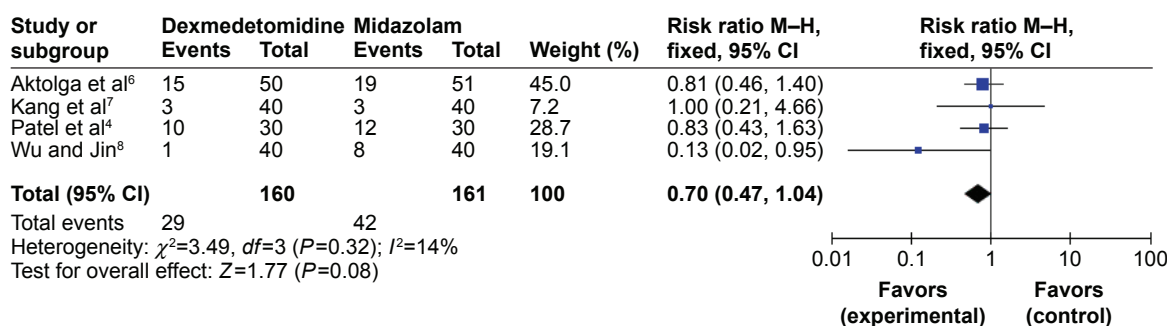 Study or Dexmedetomidine Midazolam Risk ratio M–H, Risk ratio M–H,
subgroup Events Total Events Total Weight (%) fixed, 95% CI fixed, 95% CI
Aktolga et al⁶ 15 50 19 51 45.0 0.81 (0.46, 1.40)
Kang et al⁷ 3 40 3 40 7.2 1.00 (0.21, 4.66)
Patel et al⁴ 10 30 12 30 28.7 0.83 (0.43, 1.63)
Wu and Jin⁸ 1 40 8 40 19.1 0.13 (0.02, 0.95)
Total (95% CI) 160 161 100 0.70 (0.47, 1.04)
Total events 29 42
Heterogeneity: χ²=3.49, df=3 (P=0.32); I²=14%
Test for overall effect: Z=1.77 (P=0.08)
0.01 0.1 1 10 100
Favors Favors
(experimental) (control)